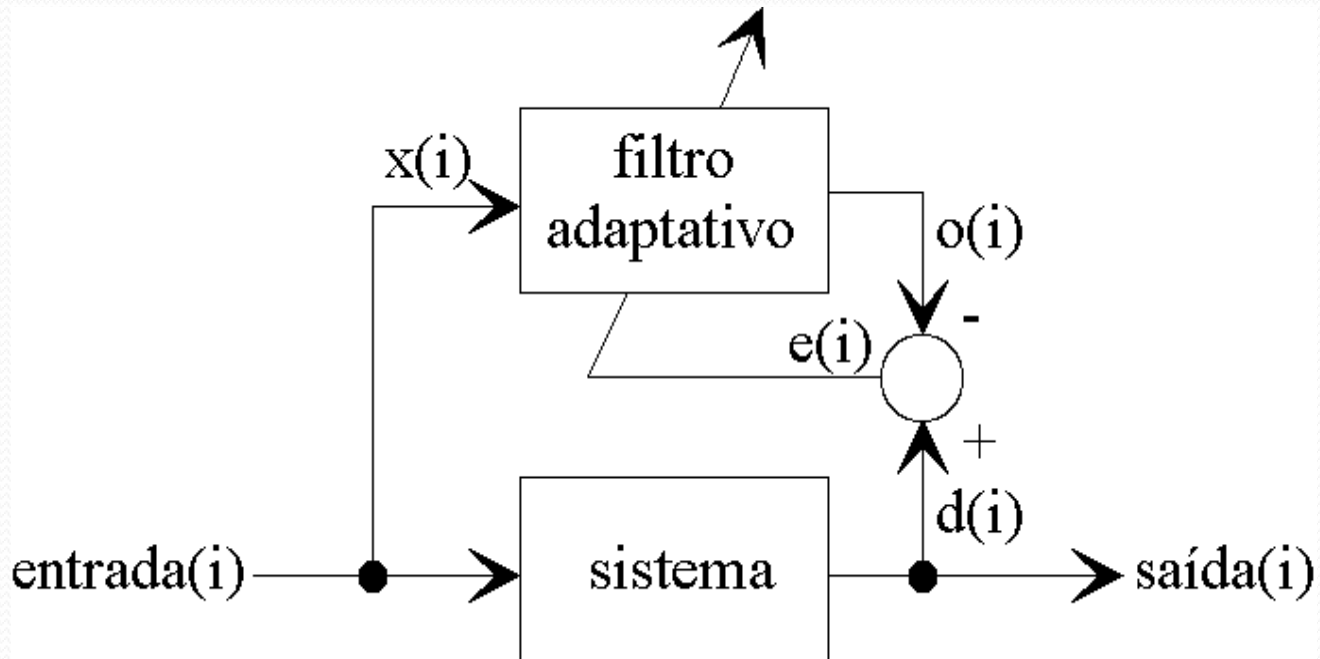 x(i)
filtro
adaptativo
o(i)
-
e(i)
+
d(i)
entrada(i)
sistema
saída(i)